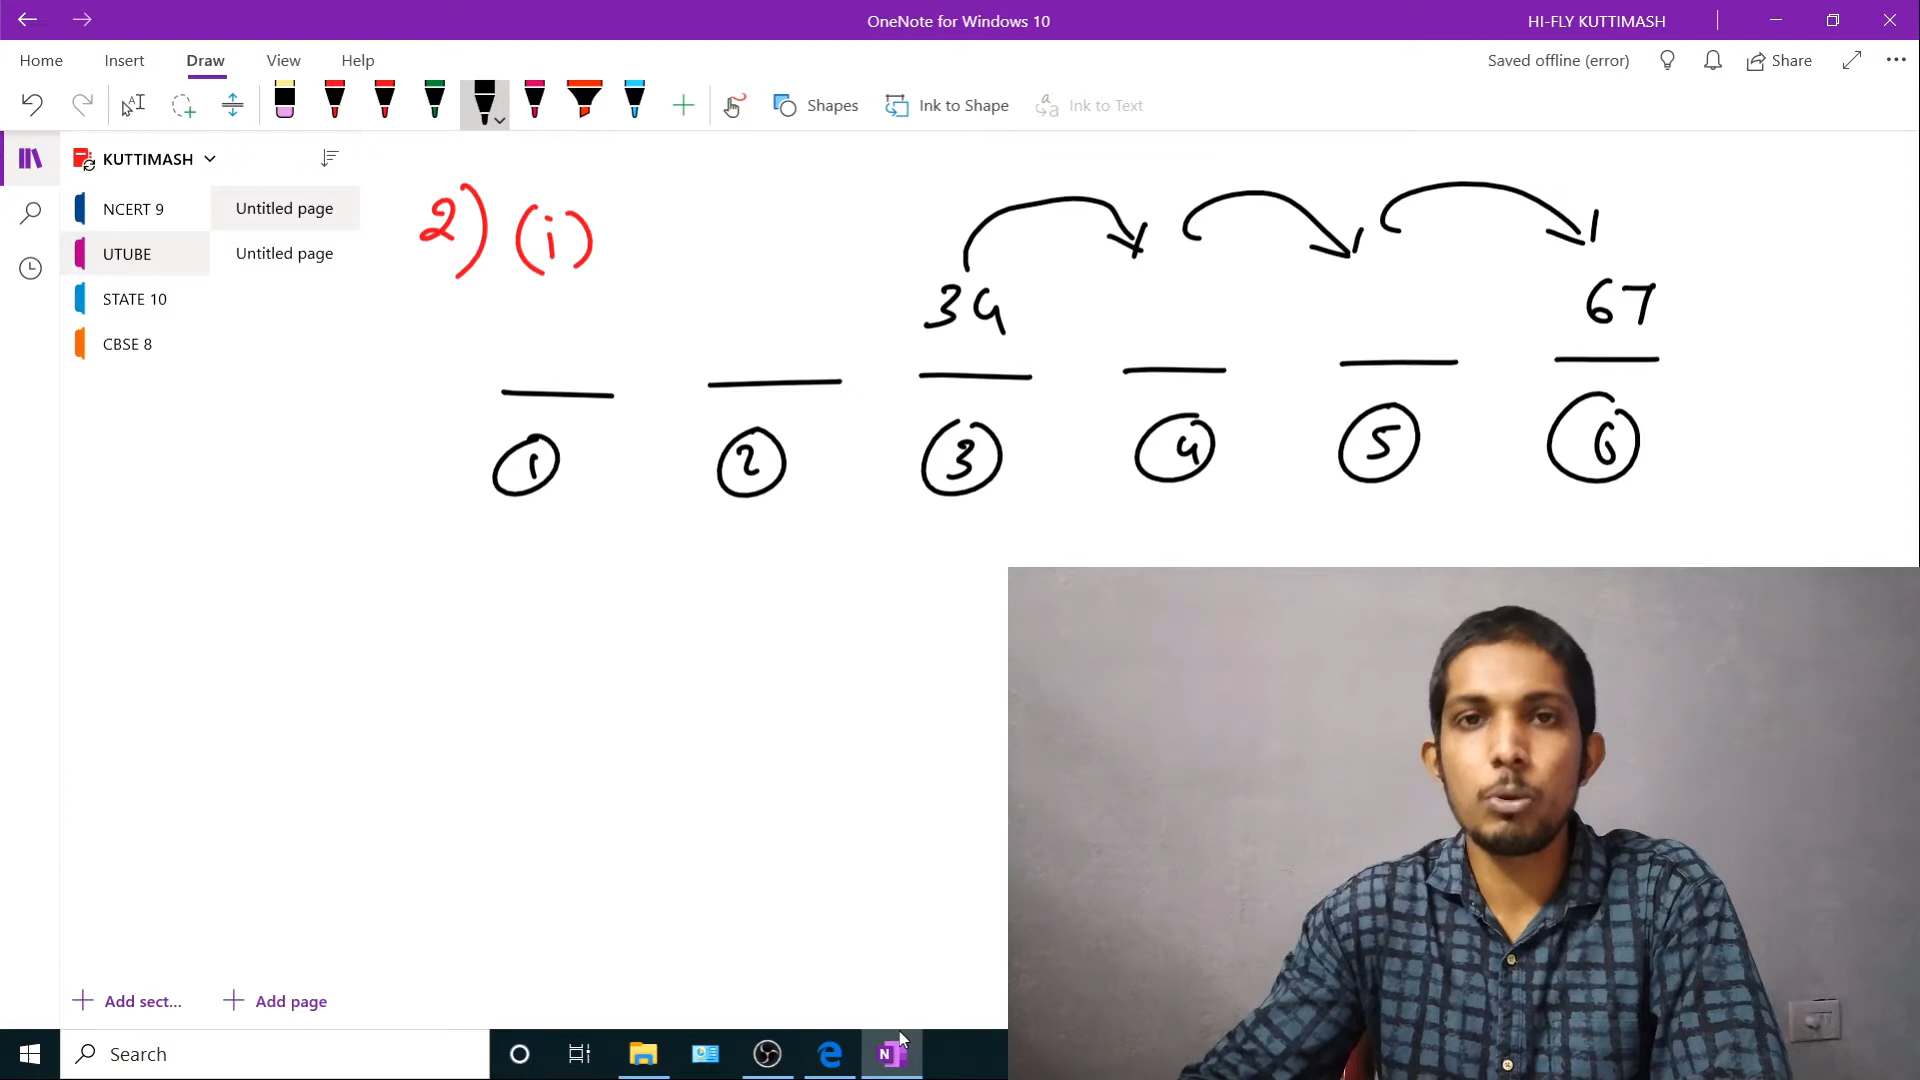 OneNote for Windows 10
HI-FLY KUTTIMASH
Home Insert Draw View Help
Saved offline (error) Share
Shapes Ink to Shape Ink to Text
KUTTIMASH
NCERT 9
UTUBE
STATE 10
CBSE 8
Untitled page
Untitled page
2) (i)
34 67
1 2 3 4 5 6
Add sect...
Add page
Search